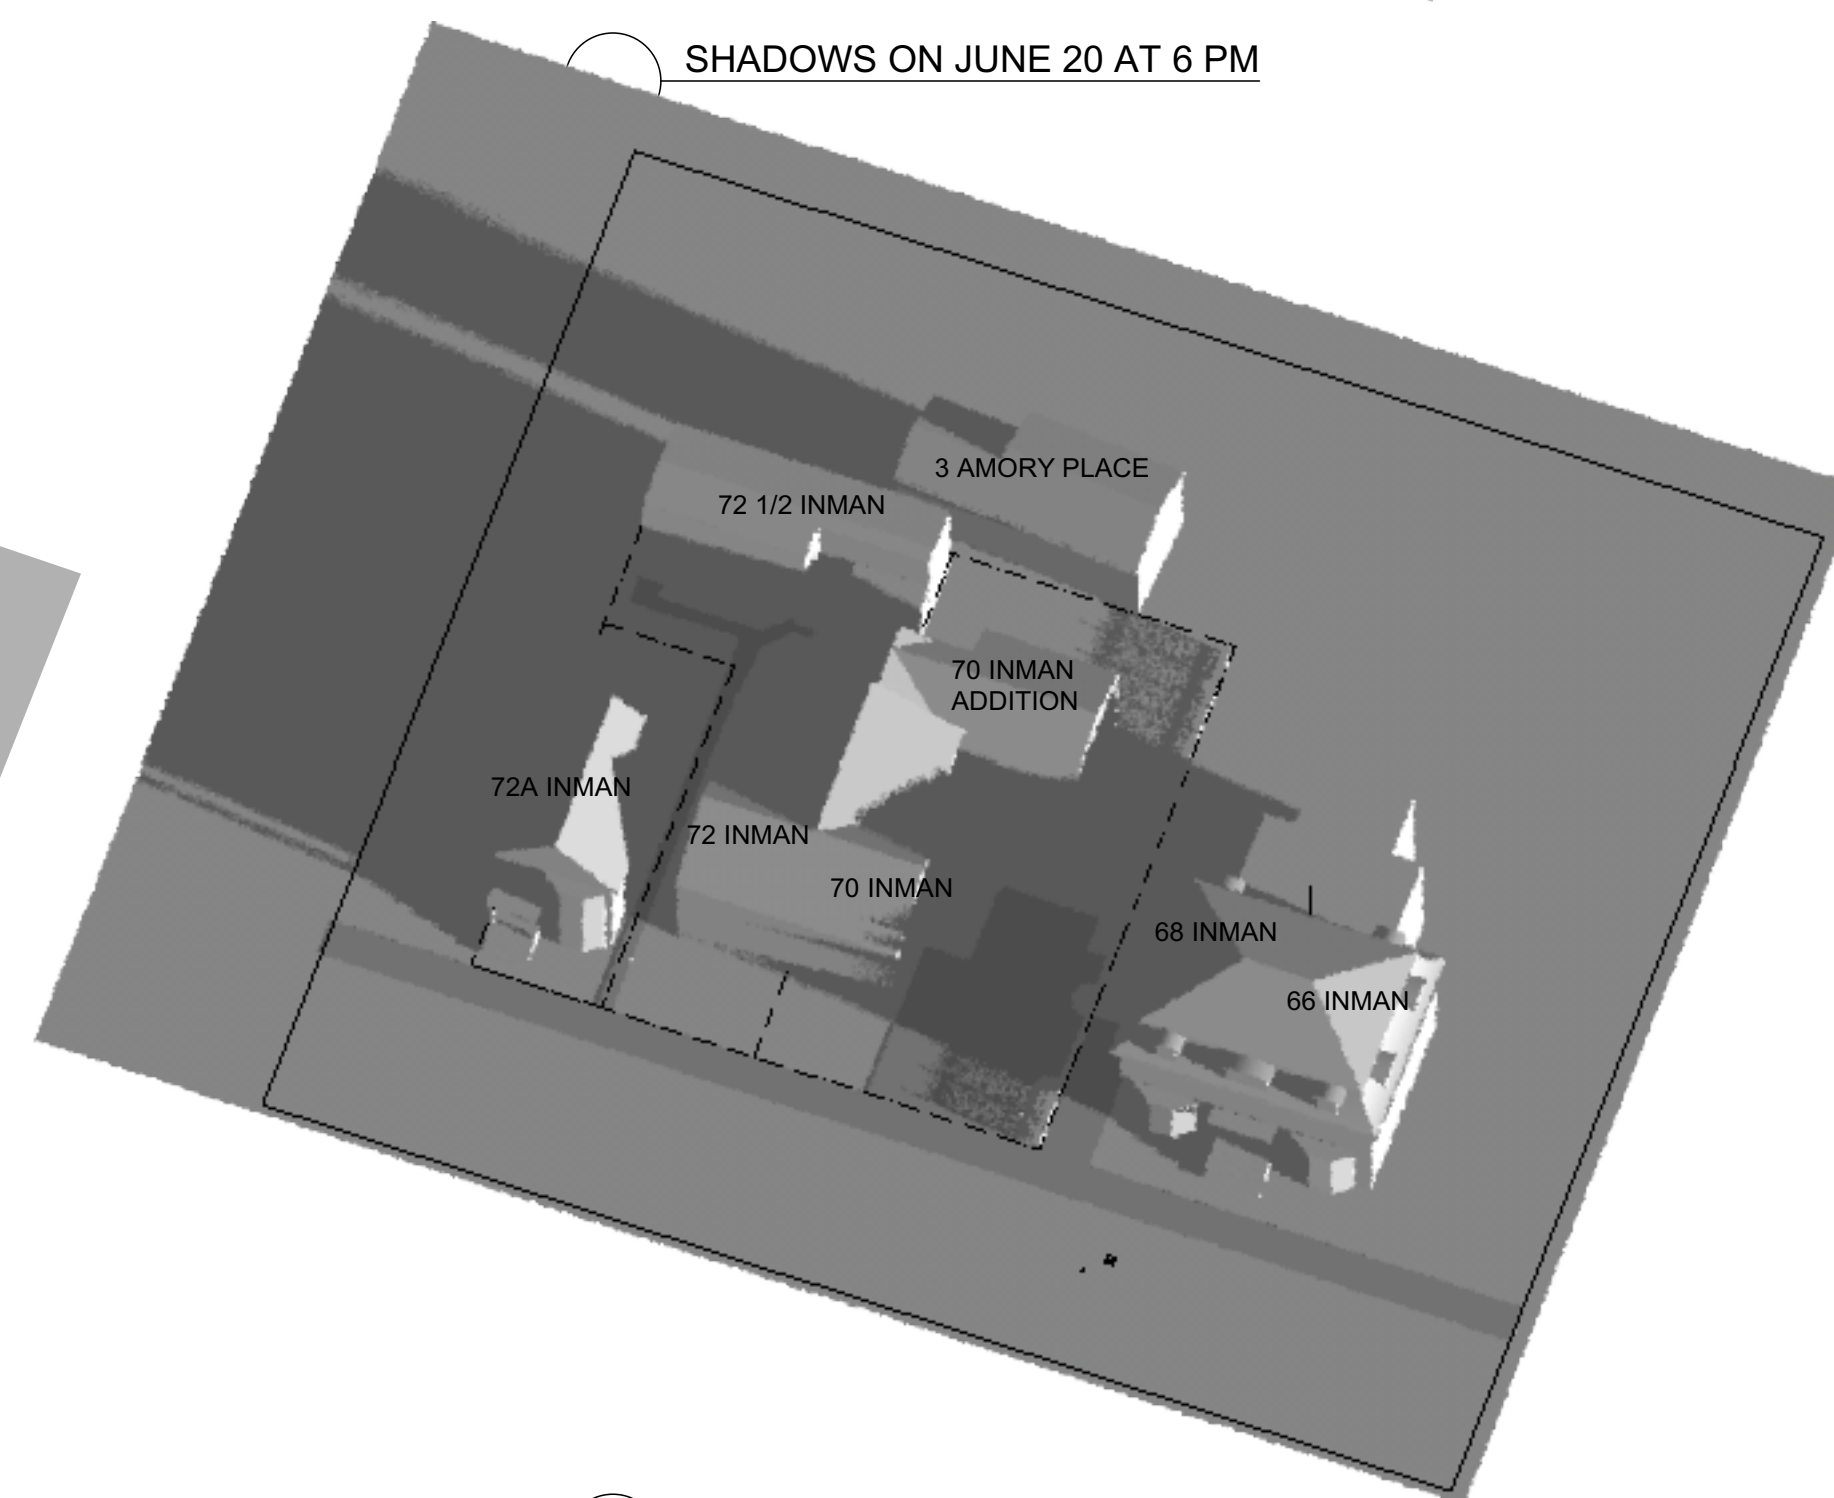 SHADOWS ON JUNE 20 AT 6 PM
3 AMORY PLACE
72 1/2 INMAN
70 INMAN
ADDITION
72A INMAN
72 INMAN
70 INMAN
68 INMAN
66 INMAN